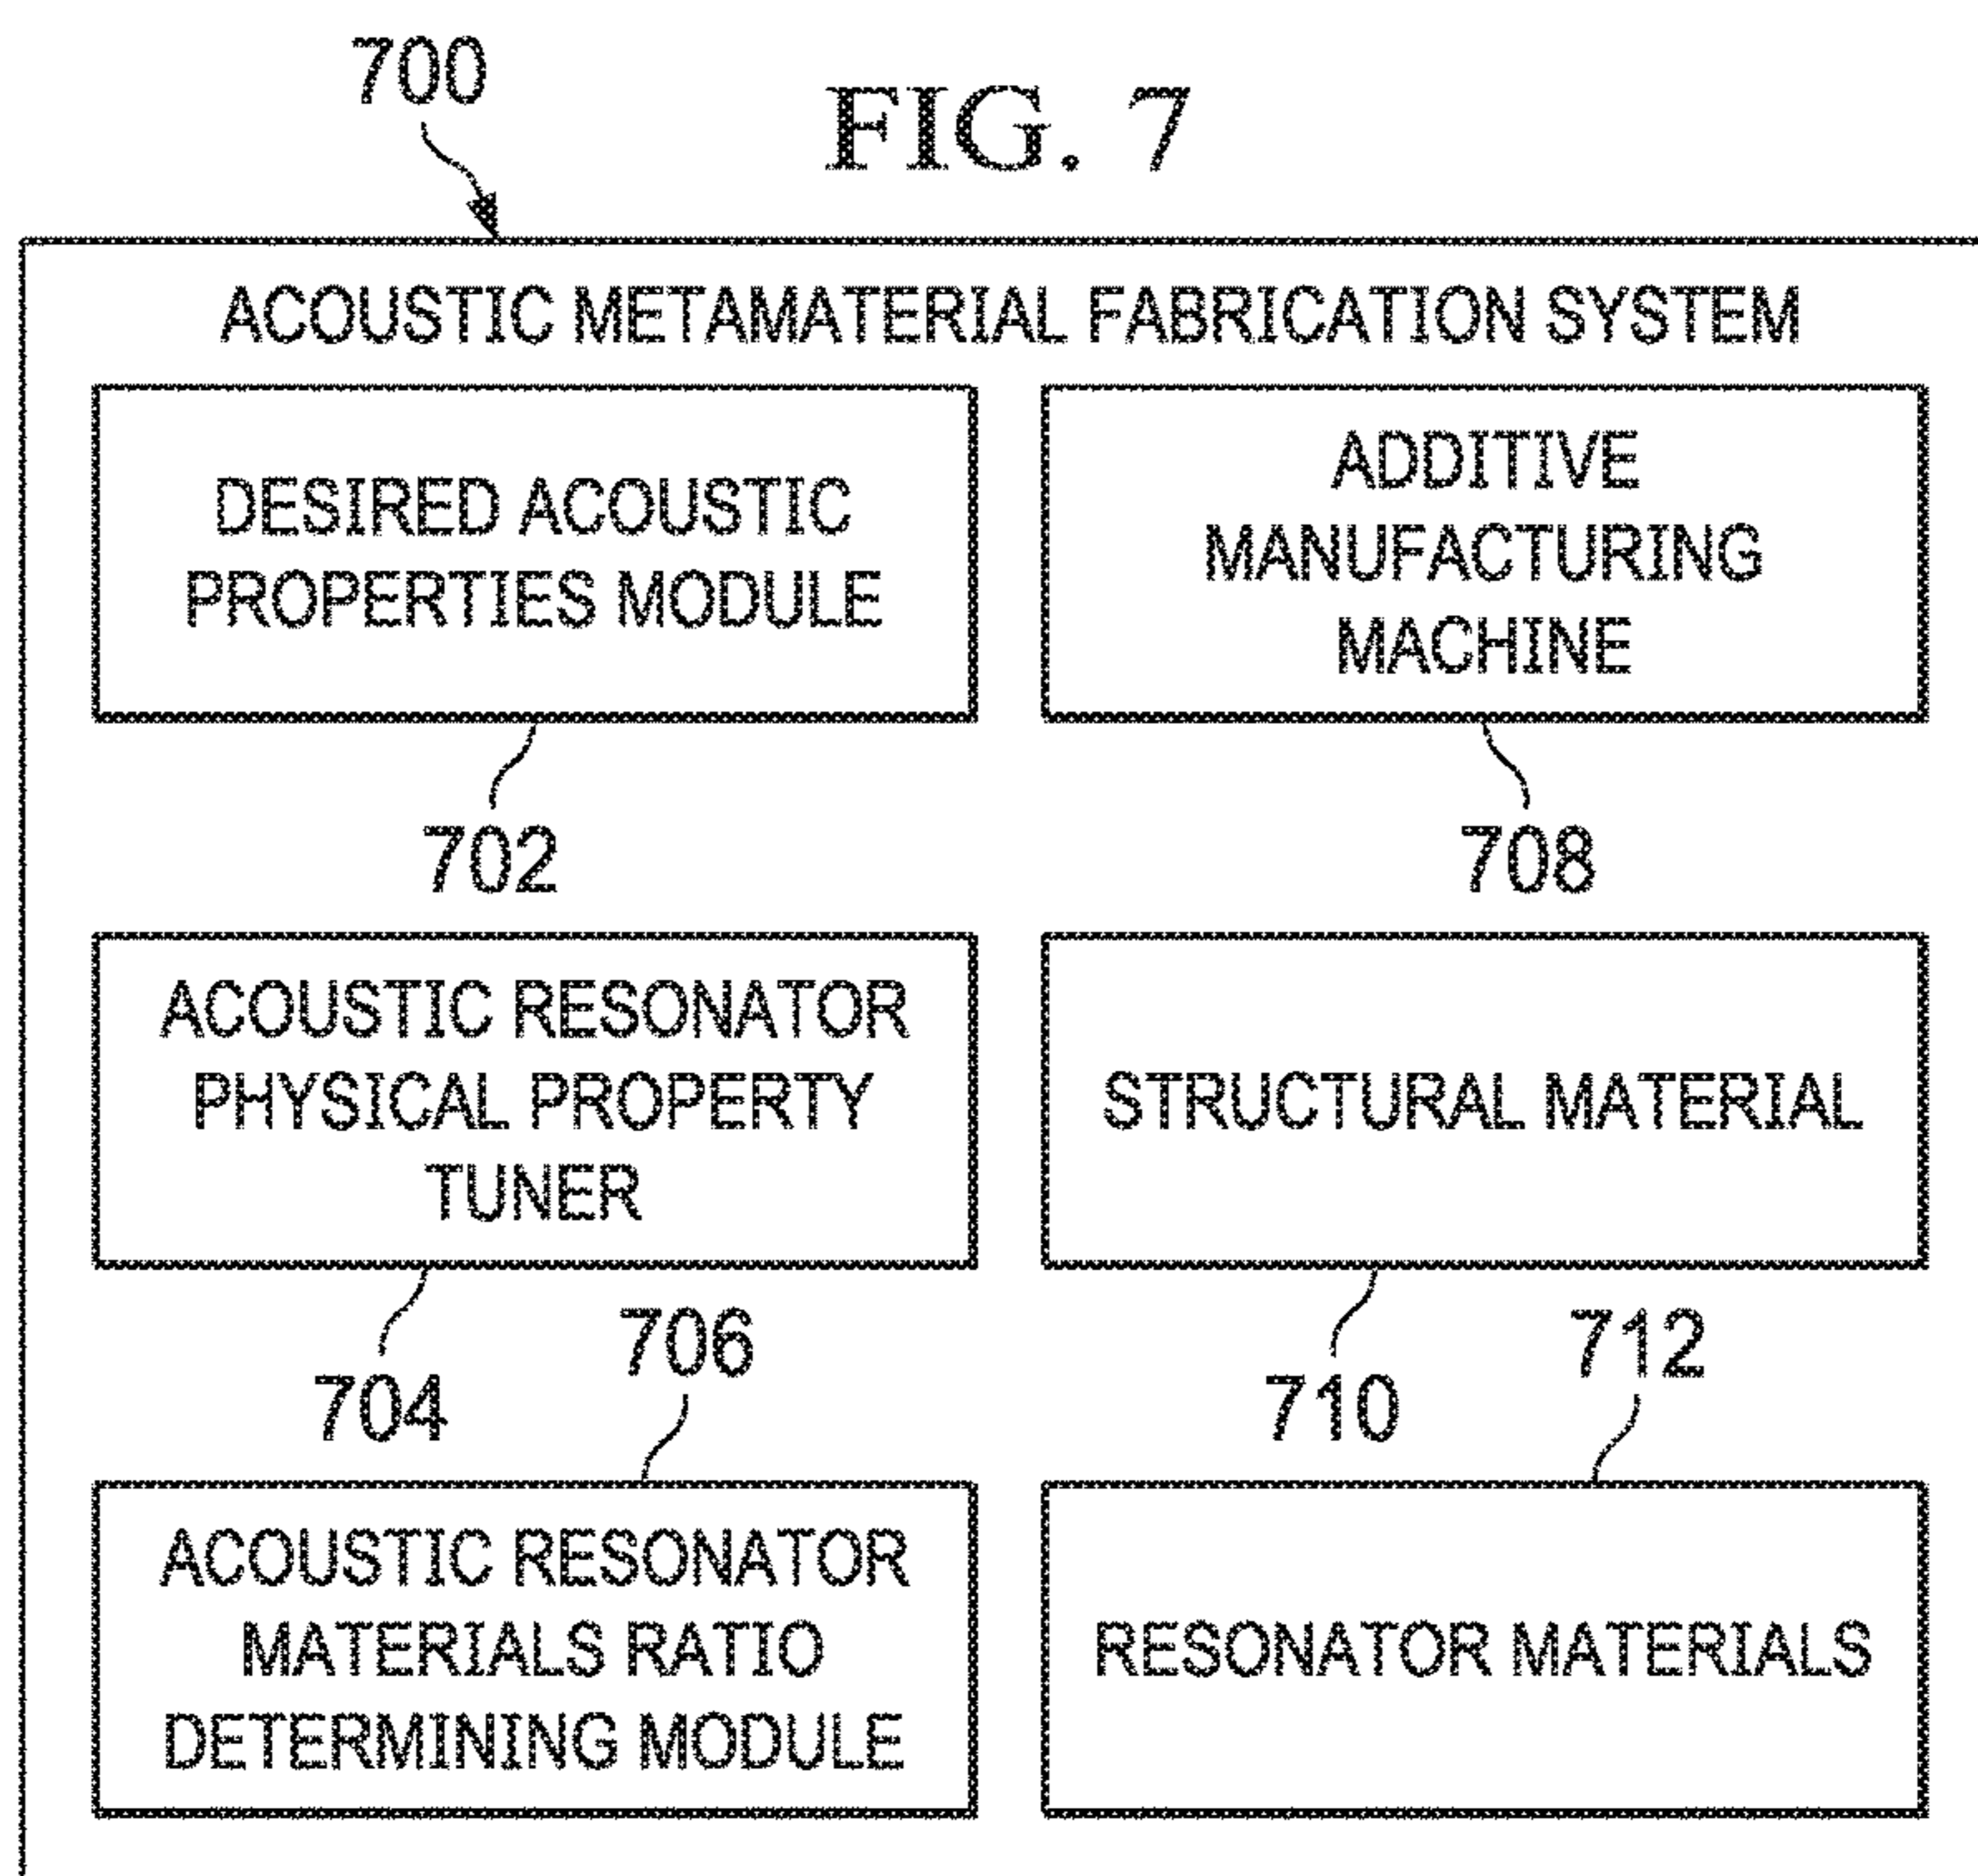 700
FIG. 7
ACOUSTIC METAMATERIAL FABRICATION SYSTEM
DESIRED ACOUSTIC
PROPERTIES MODULE
702
ADDITIVE
MANUFACTURING
MACHINE
708
ACOUSTIC RESONATOR
PHYSICAL PROPERTY
TUNER
704
STRUCTURAL MATERIAL
710
706
ACOUSTIC RESONATOR
MATERIALS RATIO
DETERMINING MODULE
712
RESONATOR MATERIALS